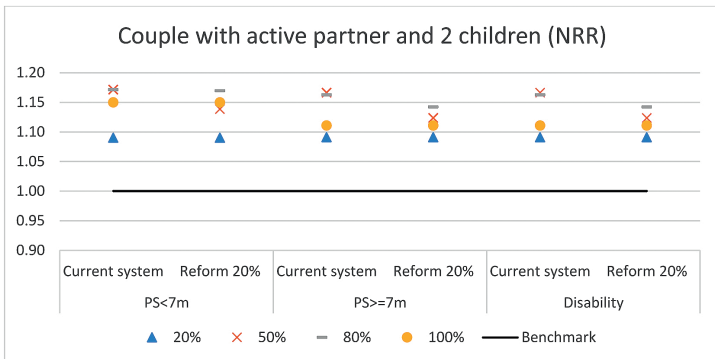 Couple with active partner and 2 children (NRR)
1.20
1.15
1.10
1.05
1.00
0.95
0.90
Current system Reform 20% Current system Reform 20% Current system Reform 20%
PS<7m PS>=7m Disability
20% 50% 80% 100% Benchmark